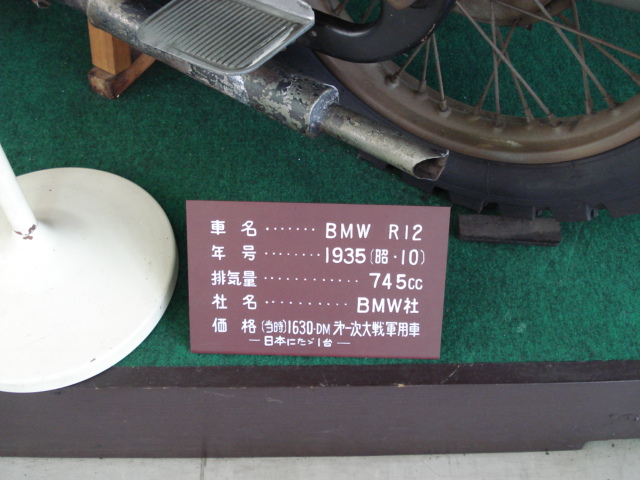 車 名 ······· BMW R12
年 号 ········ 1935(昭·10)
排気量 ············ 745cc
社 名 ·········· BMW社
価 格 (当時)1630·DM 第一次大戦軍用車
— 日本にたゞ1台 —